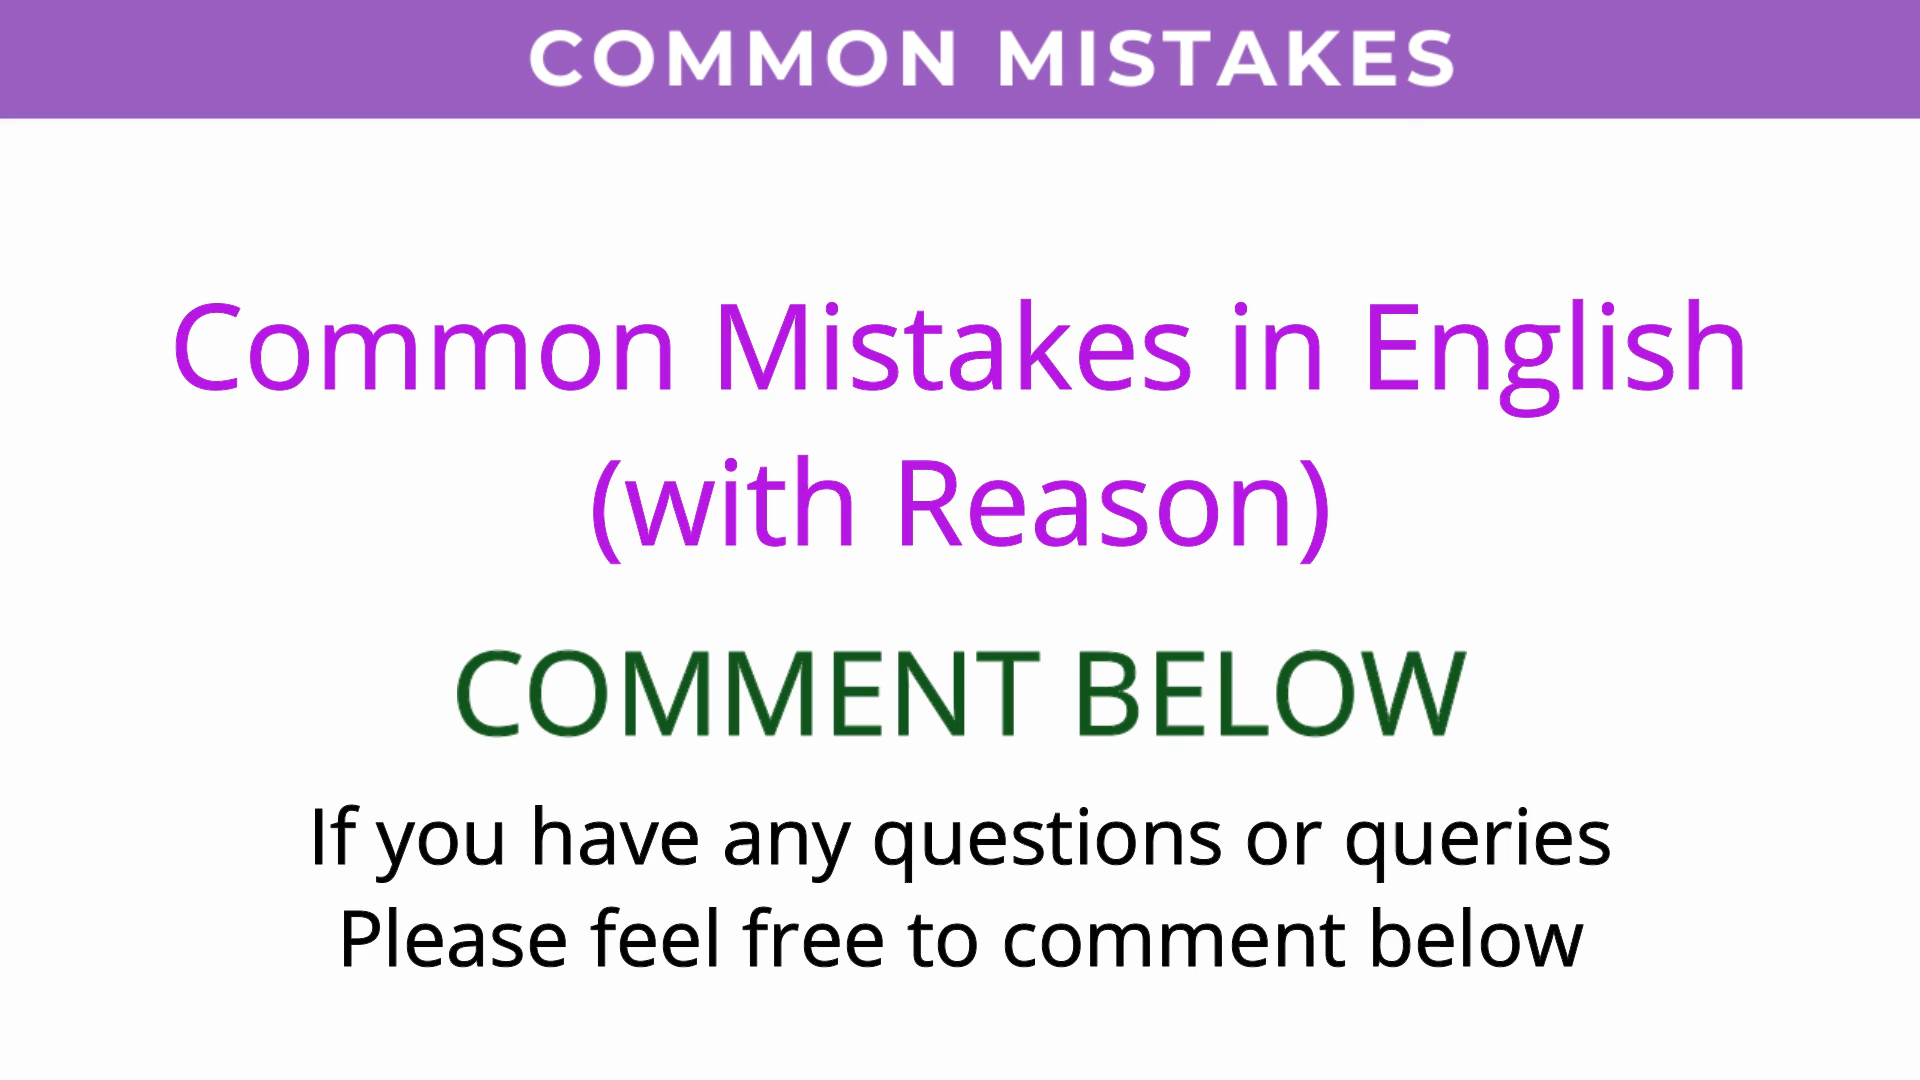 COMMON MISTAKES
Common Mistakes in English
(with Reason)
COMMENT BELOW
If you have any questions or queries
Please feel free to comment below